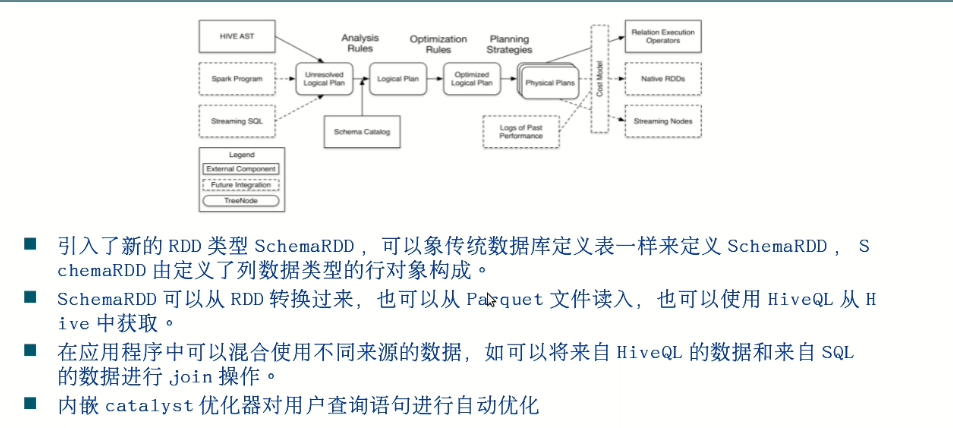 HIVE AST
Analysis
Rules
Optimization
Rules
Planning
Strategies
Relation Execution
Operators
Spark Program
Unresolved
Logical Plan
Logical Plan
Optimized
Logical Plan
Physical Plans
Cost Model
Native RDDs
Streaming SQL
Schema Catalog
Logs of Past
Performance
Streaming Nodes
Legend
External Component
Future Integration
TreeNode
引入了新的 RDD 类型 SchemaRDD ，可以象传统数据库定义表一样来定义 SchemaRDD ， S
chemaRDD 由定义了列数据类型的行对象构成。
SchemaRDD 可以从 RDD 转换过来，也可以从 Parquet 文件读入，也可以使用 HiveQL 从 H
ive 中获取。
在应用程序中可以混合使用不同来源的数据，如可以将来自 HiveQL 的数据和来自 SQL
的数据进行 join 操作。
内嵌 catalyst 优化器对用户查询语句进行自动优化